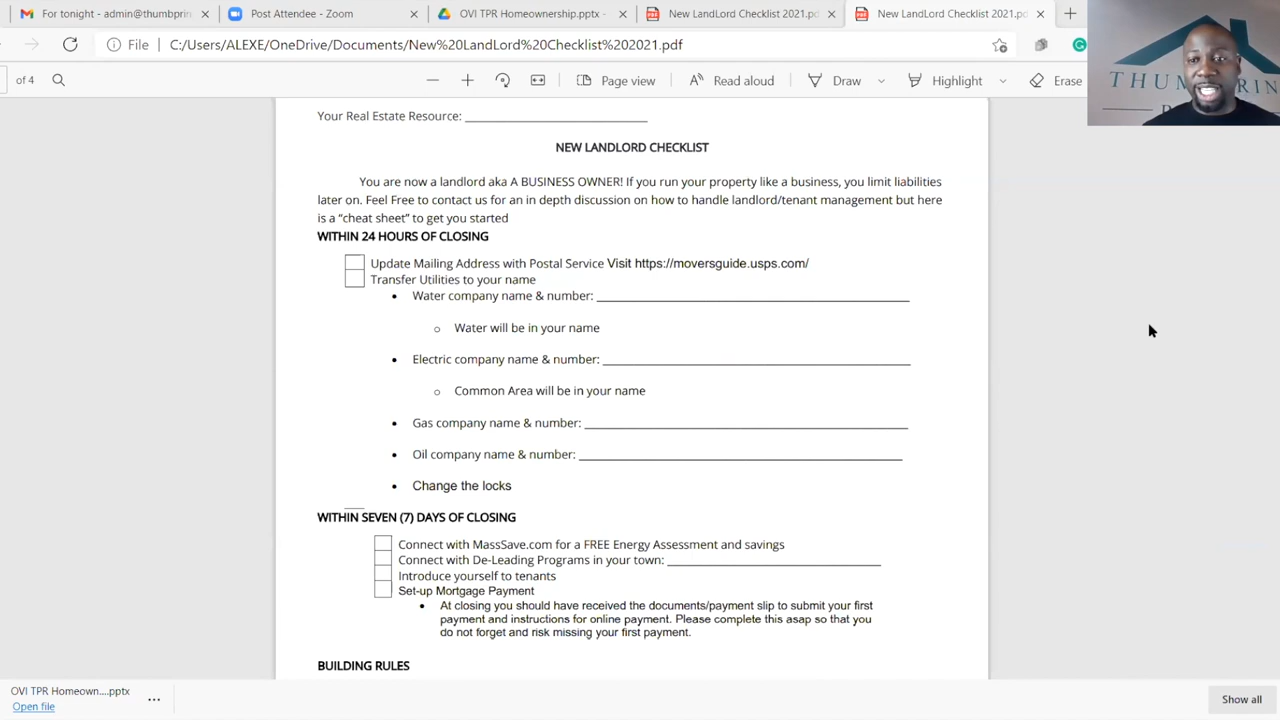 For tonight - admin@thumbprin
Post Attendee - Zoom
OVI TPR Homeownership.pptx -
New LandLord Checklist 2021.p
New LandLord Checklist 2021.pd
File
C:/Users/ALEXE/OneDrive/Documents/New%20LandLord%20Checklist%202021.pdf
of 4
Page view
Read aloud
Draw
Highlight
Erase
THUM
RIN
Your Real Estate Resource: ____________________________
NEW LANDLORD CHECKLIST
You are now a landlord aka A BUSINESS OWNER! If you run your property like a business, you limit liabilities
later on. Feel Free to contact us for an in depth discussion on how to handle landlord/tenant management but here
is a “cheat sheet” to get you started
WITHIN 24 HOURS OF CLOSING
Update Mailing Address with Postal Service Visit https://moversguide.usps.com/
Transfer Utilities to your name
• Water company name & number: ____________________________
o Water will be in your name
• Electric company name & number: ____________________________
o Common Area will be in your name
• Gas company name & number: ____________________________
• Oil company name & number: ____________________________
• Change the locks
WITHIN SEVEN (7) DAYS OF CLOSING
Connect with MassSave.com for a FREE Energy Assessment and savings
Connect with De-Leading Programs in your town: ____________________________
Introduce yourself to tenants
Set-up Mortgage Payment
• At closing you should have received the documents/payment slip to submit your first
payment and instructions for online payment. Please complete this asap so that you
do not forget and risk missing your first payment.
BUILDING RULES
OVI TPR Homeown....pptx
Open file
Show all